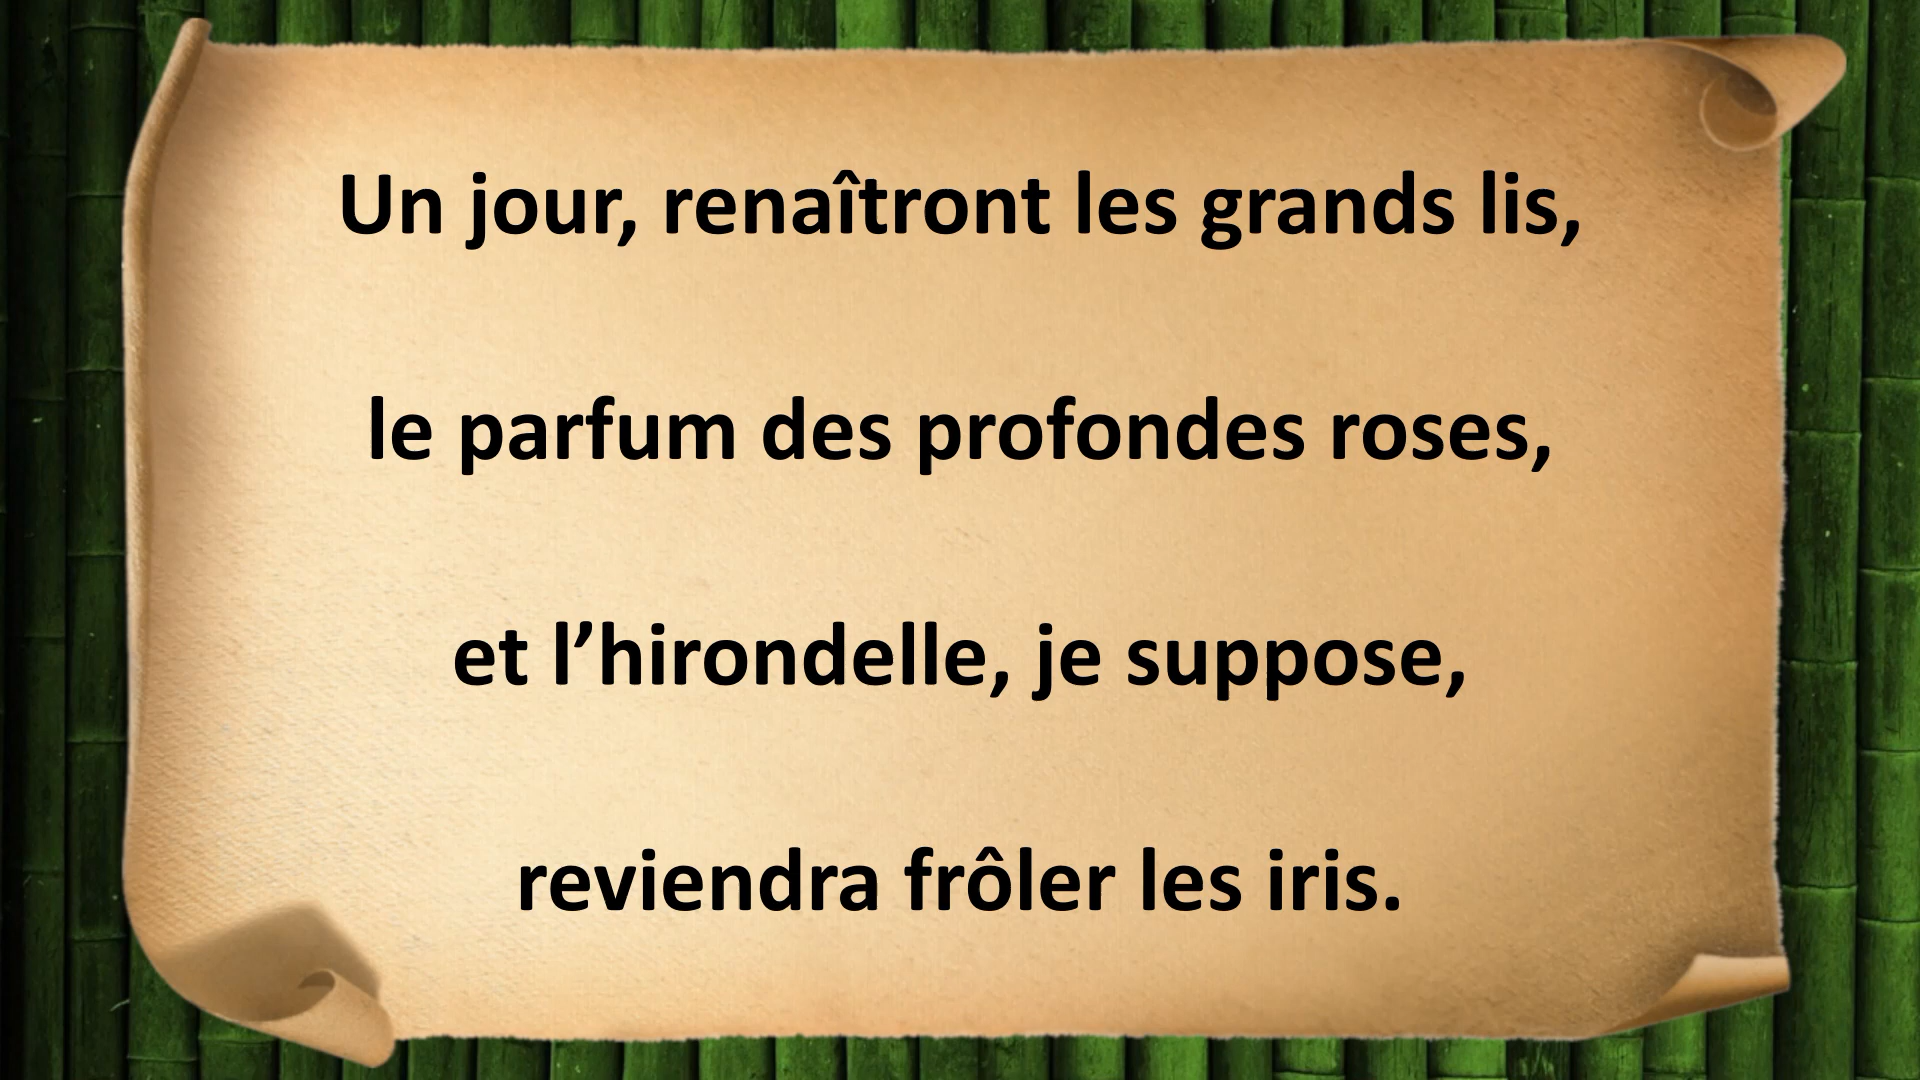 Un jour, renaîtront les grands lis,
le parfum des profondes roses,
et l’hirondelle, je suppose,
reviendra frôler les iris.